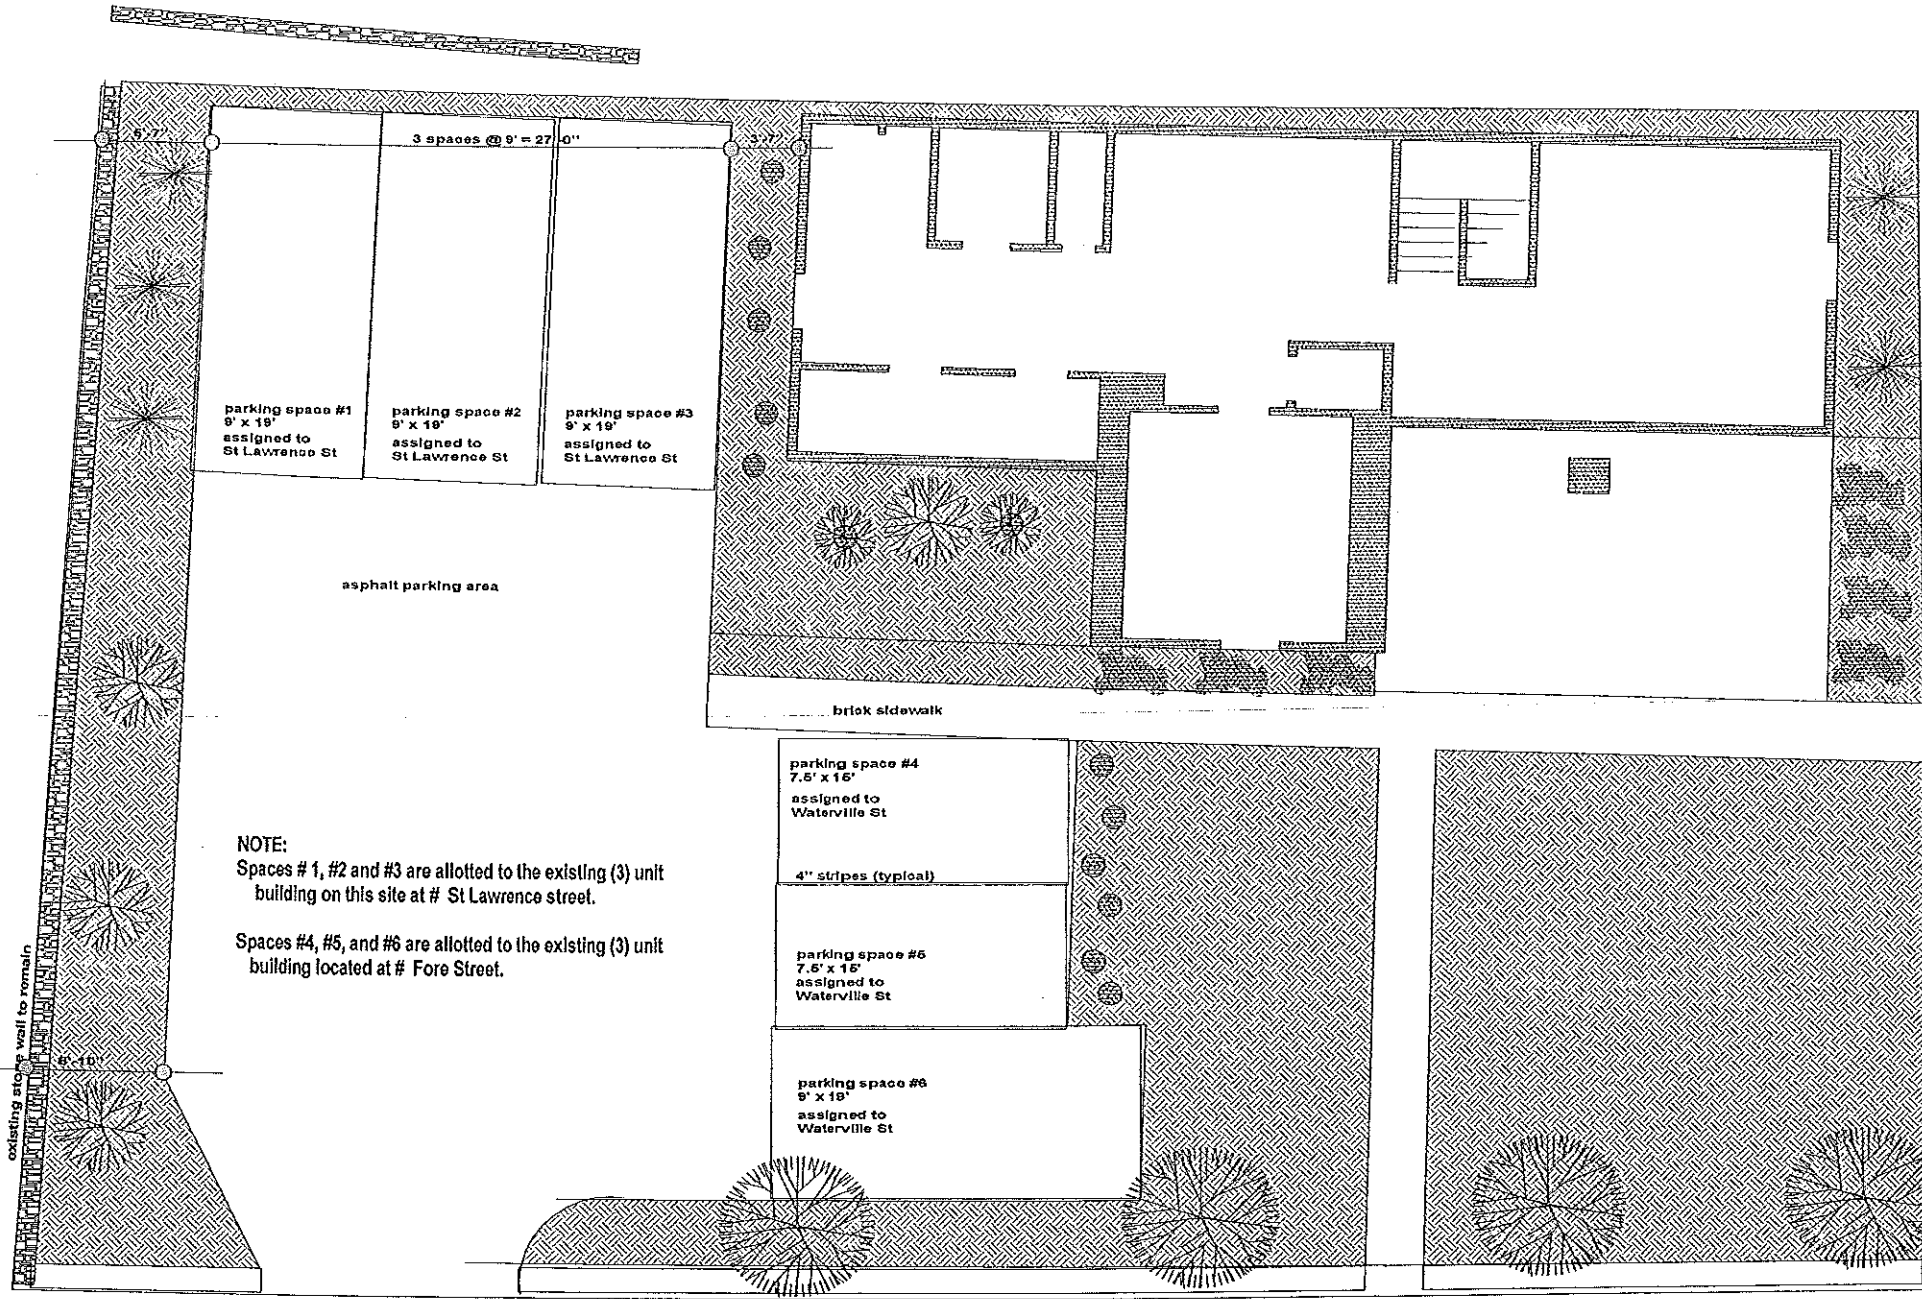 6'-7"
3 spaces @ 9' = 27'-0"
3'-7"
parking space #1
9' x 19'
assigned to
St Lawrence St
parking space #2
9' x 19'
assigned to
St Lawrence St
parking space #3
9' x 19'
assigned to
St Lawrence St
asphalt parking area
brick sidewalk
parking space #4
7.5' x 15'
assigned to
Waterville St
4" stripes (typical)
NOTE:
Spaces # 1, #2 and #3 are allotted to the existing (3) unit
building on this site at # St Lawrence street.
Spaces #4, #5, and #6 are allotted to the existing (3) unit
building located at # Fore Street.
parking space #5
7.5' x 15'
assigned to
Waterville St
existing stone wall to remain
6'-10"
parking space #6
9' x 19'
assigned to
Waterville St